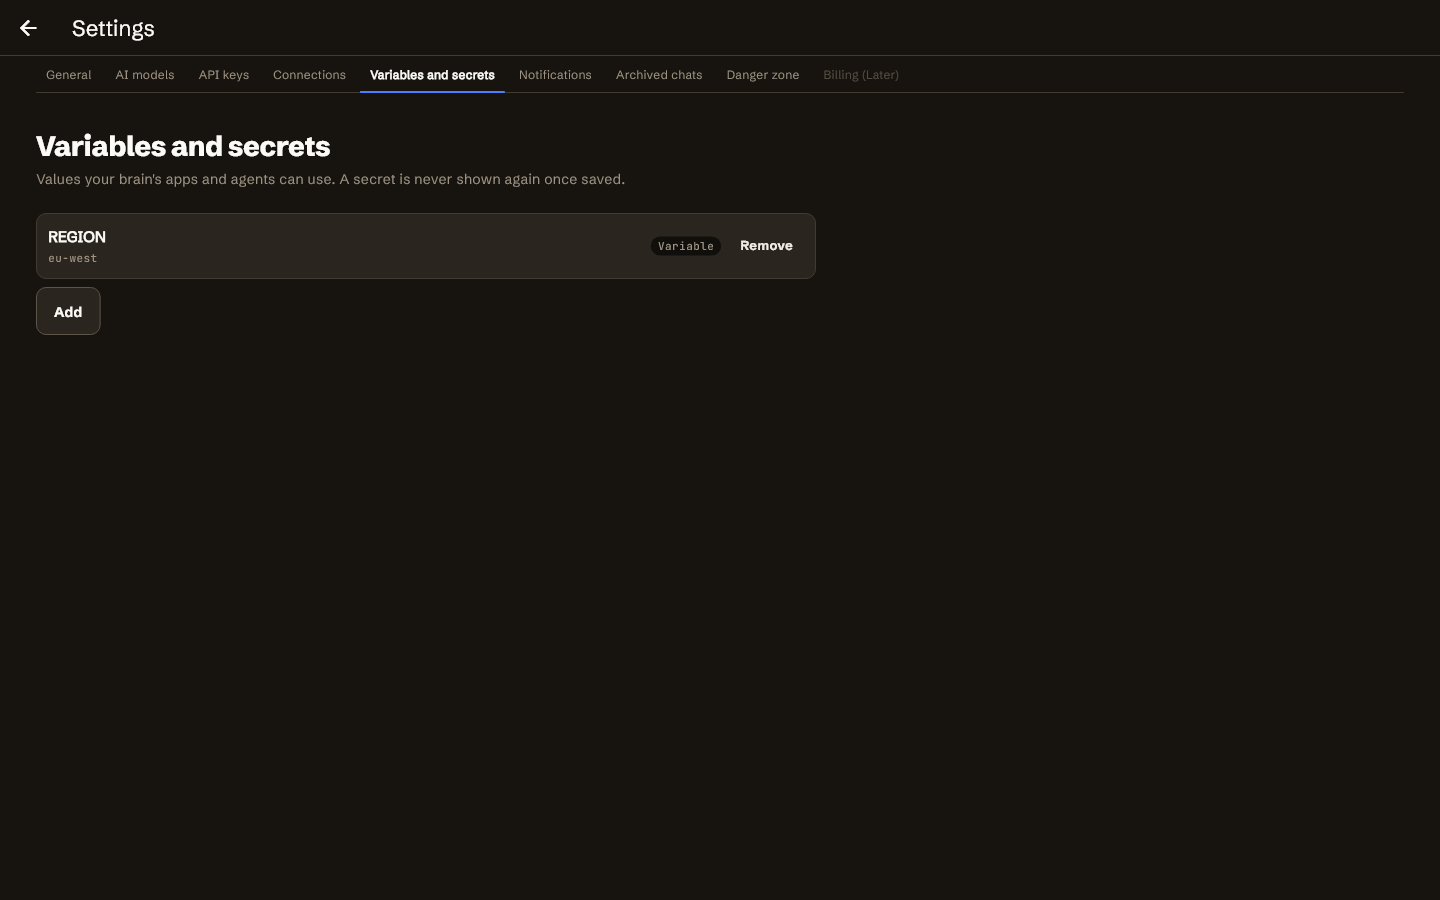 Settings
General
AI models
API keys
Connections
Variables and secrets
Notifications
Archived chats
Danger zone
Billing (Later)
Variables and secrets
Values your brain's apps and agents can use. A secret is never shown again once saved.
REGION
eu-west
Variable
Remove
Add